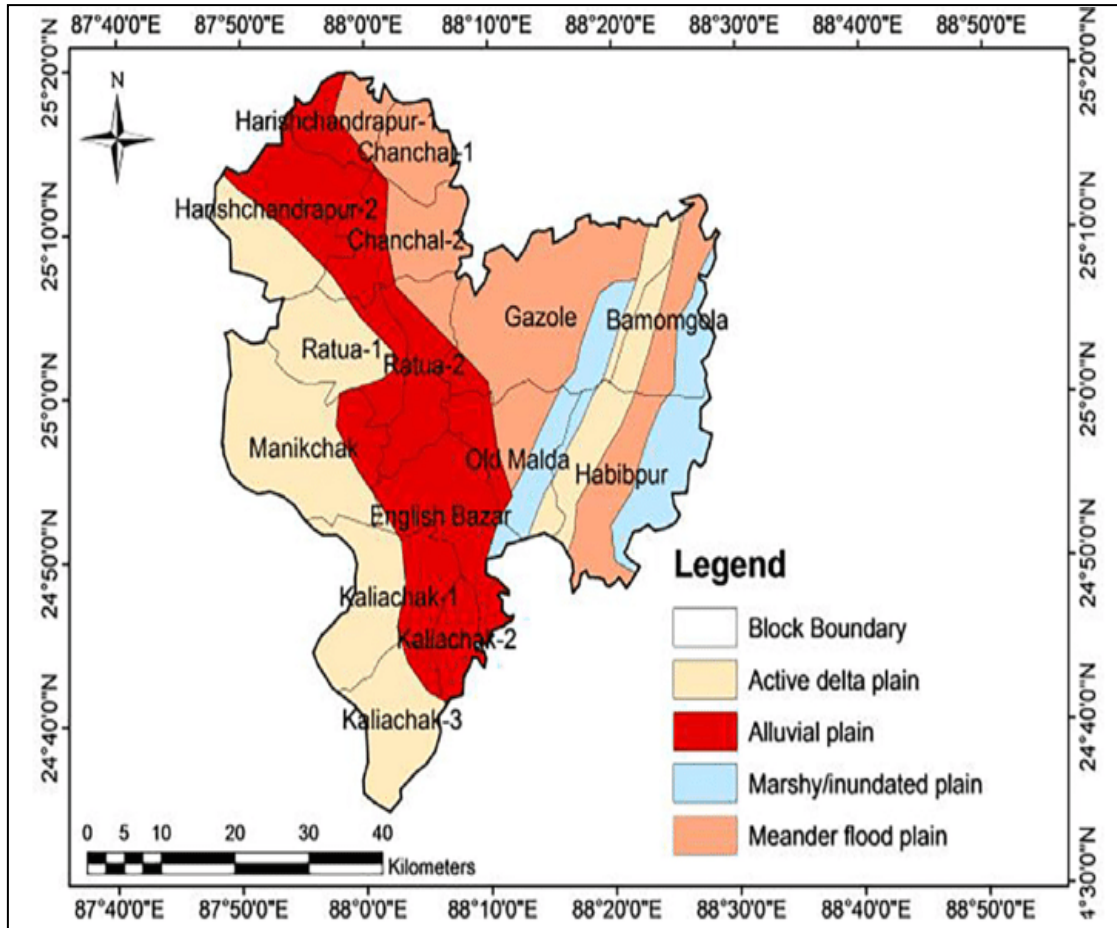 87°40'0"E 87°50'0"E 88°0'0"E 88°10'0"E 88°20'0"E 88°30'0"E 88°40'0"E 88°50'0"E
25°20'0"N
25°10'0"N
25°0'0"N
24°50'0"N
24°40'0"N
N
Harishchandrapur-1
Chanchal-1
Harishchandrapur-2
Chanchal-2
Gazole
Bamomgola
Ratua-1
Ratua-2
Manikchak
Old Malda
Habibpur
English Bazar
Kaliachak-1
Kaliachak-2
Kaliachak-3
Legend
Block Boundary
Active delta plain
Alluvial plain
Marshy/inundated plain
Meander flood plain
0 5 10 20 30 40
Kilometers
25°20'0"N
25°10'0"N
25°0'0"N
24°50'0"N
24°40'0"N
4°30'0"N
87°40'0"E 87°50'0"E 88°0'0"E 88°10'0"E 88°20'0"E 88°30'0"E 88°40'0"E 88°50'0"E